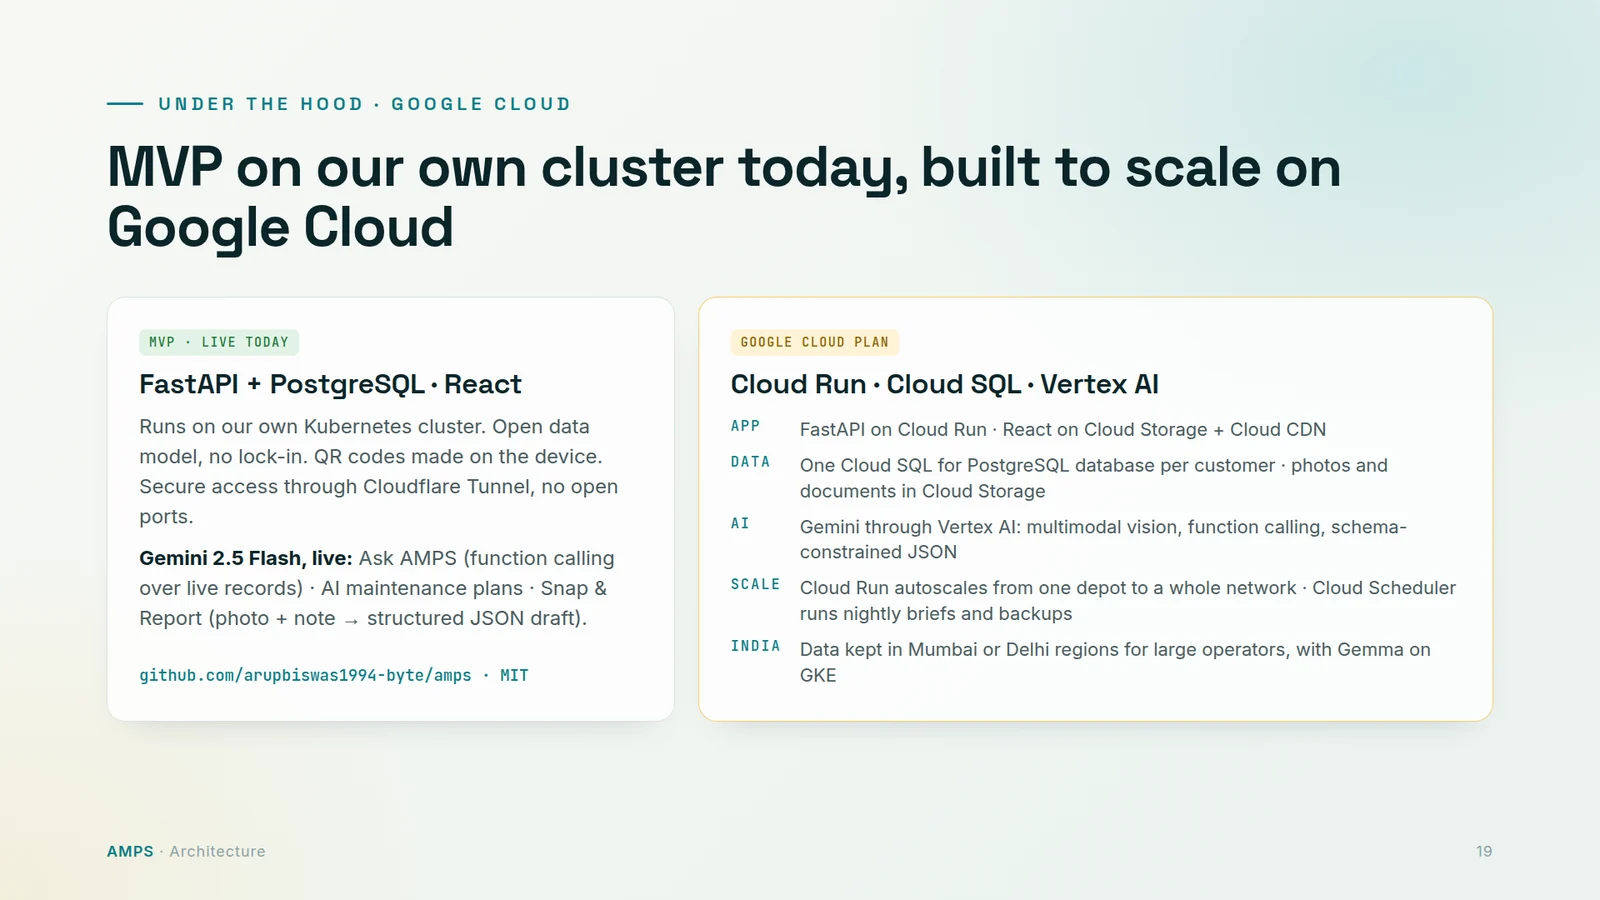 UNDER THE HOOD · GOOGLE CLOUD
MVP on our own cluster today, built to scale on
Google Cloud
MVP · LIVE TODAY
FastAPI + PostgreSQL · React
Runs on our own Kubernetes cluster. Open data
model, no lock-in. QR codes made on the device.
Secure access through Cloudflare Tunnel, no open
ports.
Gemini 2.5 Flash, live: Ask AMPS (function calling
over live records) · AI maintenance plans · Snap &
Report (photo + note → structured JSON draft).
github.com/arupbiswas1994-byte/amps · MIT
GOOGLE CLOUD PLAN
Cloud Run · Cloud SQL · Vertex AI
APP FastAPI on Cloud Run · React on Cloud Storage + Cloud CDN
DATA One Cloud SQL for PostgreSQL database per customer · photos and
documents in Cloud Storage
AI Gemini through Vertex AI: multimodal vision, function calling, schema-
constrained JSON
SCALE Cloud Run autoscales from one depot to a whole network · Cloud Scheduler
runs nightly briefs and backups
INDIA Data kept in Mumbai or Delhi regions for large operators, with Gemma on
GKE
AMPS · Architecture
19